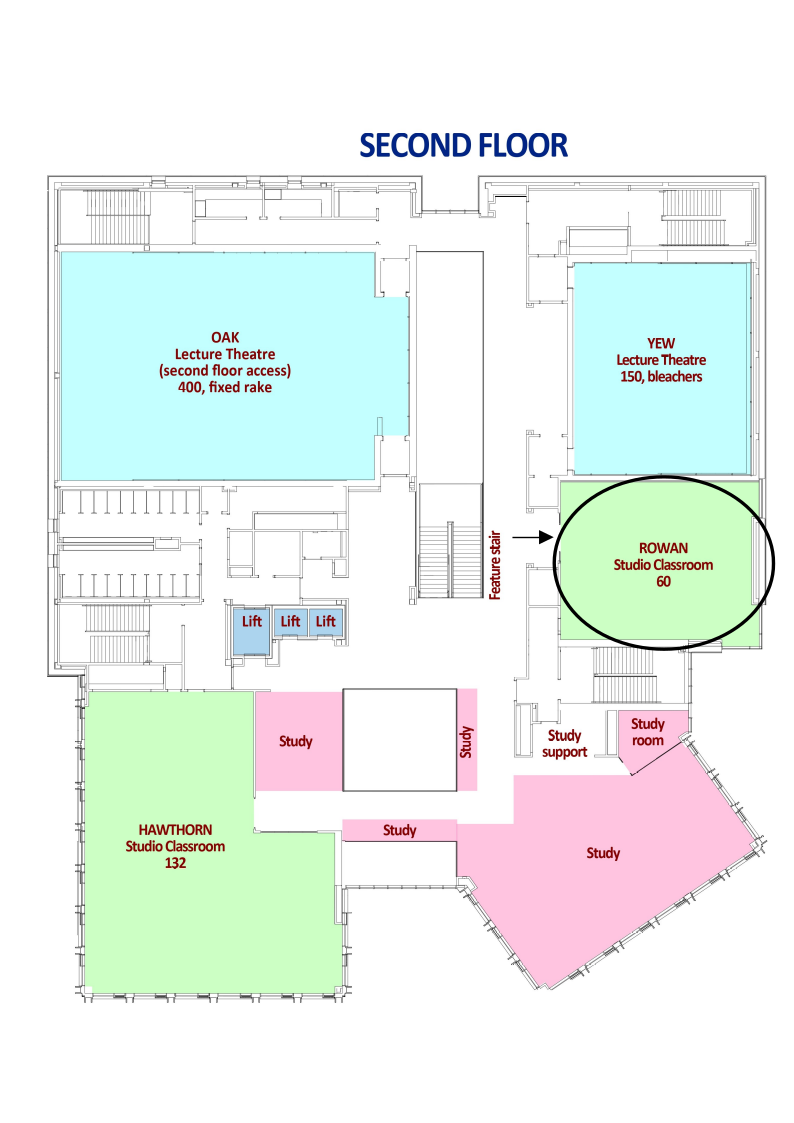 SECOND FLOOR
OAK
Lecture Theatre
(second floor access)
400, fixed rake
YEW
Lecture Theatre
150, bleachers
Feature stair
ROWAN
Studio Classroom
60
Lift
Lift
Lift
Study
Study
Study
support
Study
room
HAWTHORN
Studio Classroom
132
Study
Study